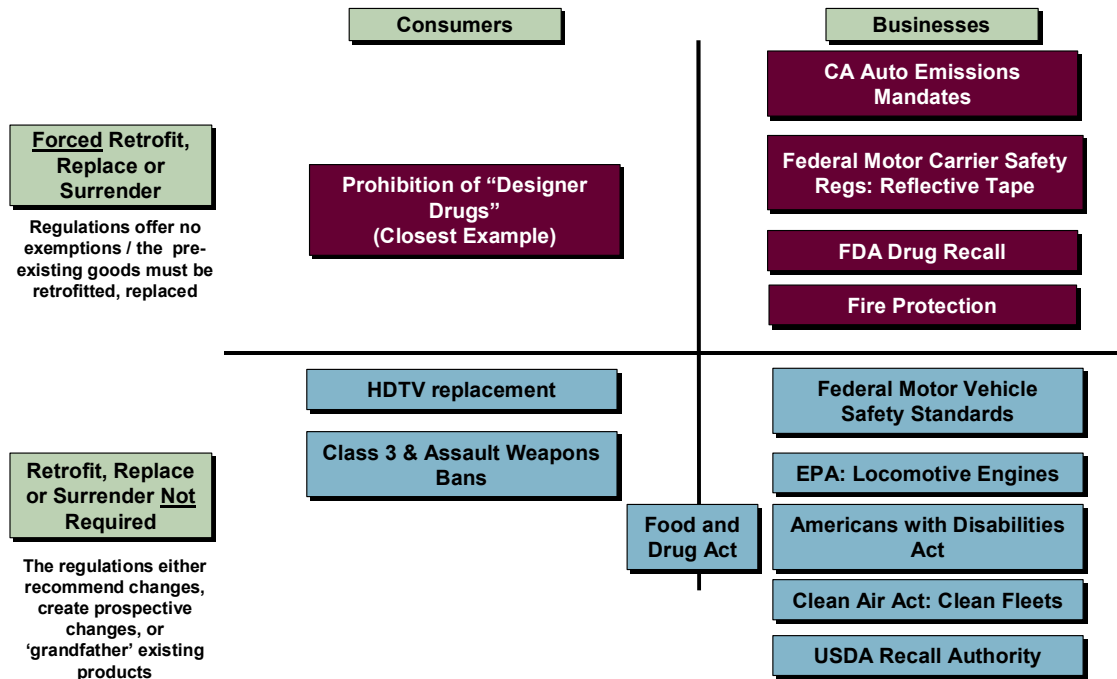 Consumers
Businesses
Forced Retrofit,
Replace or
Surrender
Regulations offer no
exemptions / the pre-
existing goods must be
retrofitted, replaced
Prohibition of “Designer
Drugs”
(Closest Example)
CA Auto Emissions
Mandates
Federal Motor Carrier Safety
Regs: Reflective Tape
FDA Drug Recall
Fire Protection
Retrofit, Replace
or Surrender Not
Required
The regulations either
recommend changes,
create prospective
changes, or
‘grandfather’ existing
products
HDTV replacement
Class 3 & Assault Weapons
Bans
Food and
Drug Act
Federal Motor Vehicle
Safety Standards
EPA: Locomotive Engines
Americans with Disabilities
Act
Clean Air Act: Clean Fleets
USDA Recall Authority